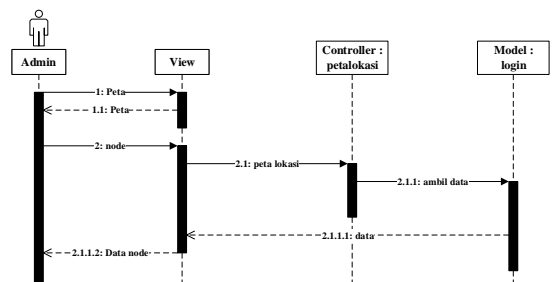 Admin
View
Controller :
petalokasi
Model :
login
1: Peta
1.1: Peta
2: node
2.1: peta lokasi
2.1.1: ambil data
2.1.1.1: data
2.1.1.2: Data node